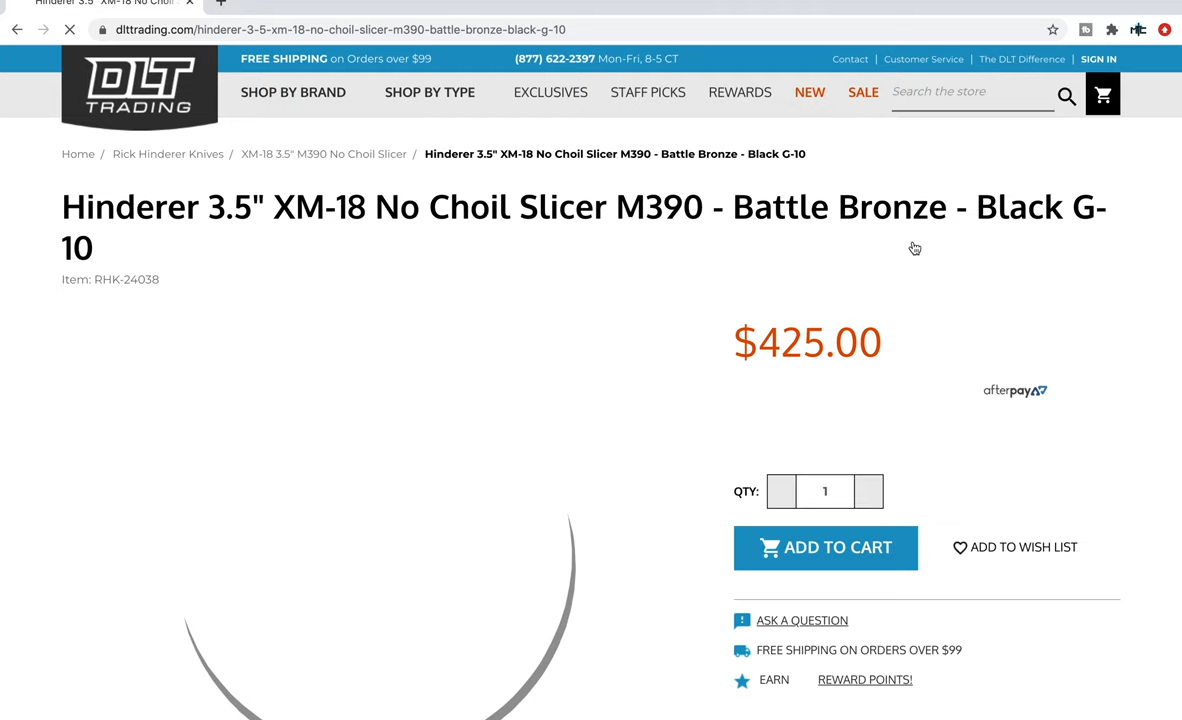 Hinderer 3.5" XM-18 No Choil
dlttrading.com/hinderer-3-5-xm-18-no-choil-slicer-m390-battle-bronze-black-g-10
FREE SHIPPING on Orders over $99
(877) 622-2397 Mon-Fri, 8-5 CT
Contact | Customer Service | The DLT Difference | SIGN IN
DLT
TRADING
SHOP BY BRAND SHOP BY TYPE EXCLUSIVES STAFF PICKS REWARDS NEW SALE Search the store
Home / Rick Hinderer Knives / XM-18 3.5" M390 No Choil Slicer / Hinderer 3.5" XM-18 No Choil Slicer M390 - Battle Bronze - Black G-10
Hinderer 3.5" XM-18 No Choil Slicer M390 - Battle Bronze - Black G-
10
Item: RHK-24038
$425.00
afterpay
QTY: 1
ADD TO CART
ADD TO WISH LIST
ASK A QUESTION
FREE SHIPPING ON ORDERS OVER $99
EARN REWARD POINTS!